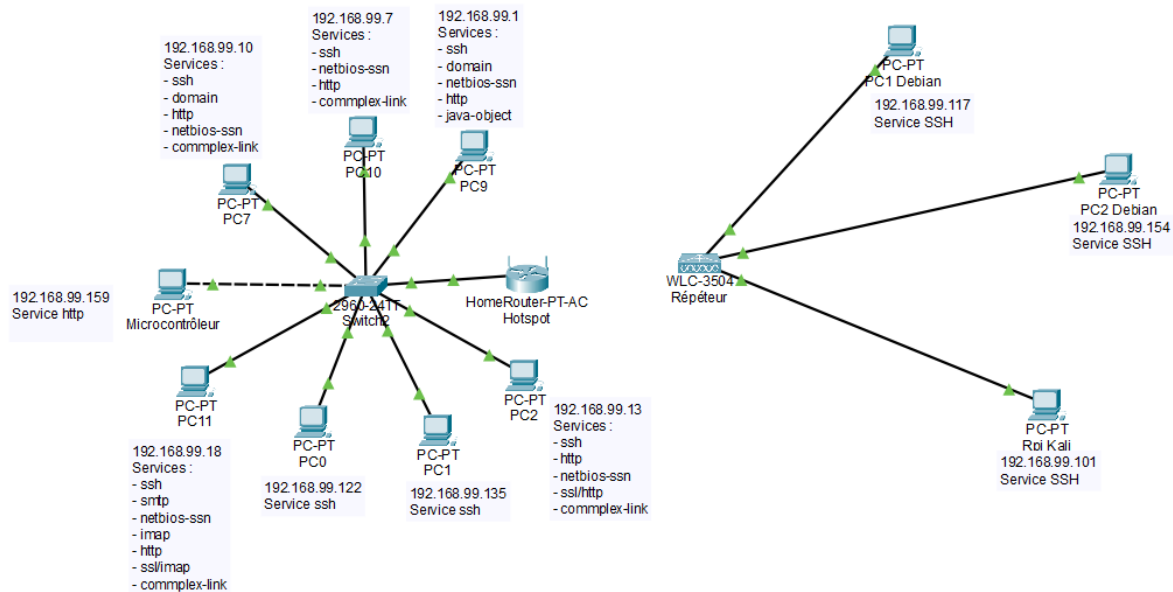 192.168.99.7
Services :
- ssh
- netbios-ssn
- http
- commplex-link
192.168.99.1
Services :
- ssh
- domain
- netbios-ssn
- http
- java-object
192.168.99.10
Services :
- ssh
- domain
- http
- netbios-ssn
- commplex-link
PC-PT
PC10
PC-PT
PC9
PC-PT
PC7
PC-PT
PC1 Debian
192.168.99.117
Service SSH
PC-PT
PC2 Debian
192.168.99.154
Service SSH
WLC-3504
Répéteur
192.168.99.159
Service http
PC-PT
Microcontrôleur
2960-24TT
Switch2
HomeRouter-PT-AC
Hotspot
PC-PT
PC11
PC-PT
PC0
PC-PT
PC1
PC-PT
PC2
192.168.99.13
Services :
- ssh
- http
- netbios-ssn
- ssl/http
- commplex-link
192.168.99.18
Services :
- ssh
- smtp
- netbios-ssn
- imap
- http
- ssl/imap
- commplex-link
192.168.99.122
Service ssh
192.168.99.135
Service ssh
PC-PT
Rpi Kali
192.168.99.101
Service SSH